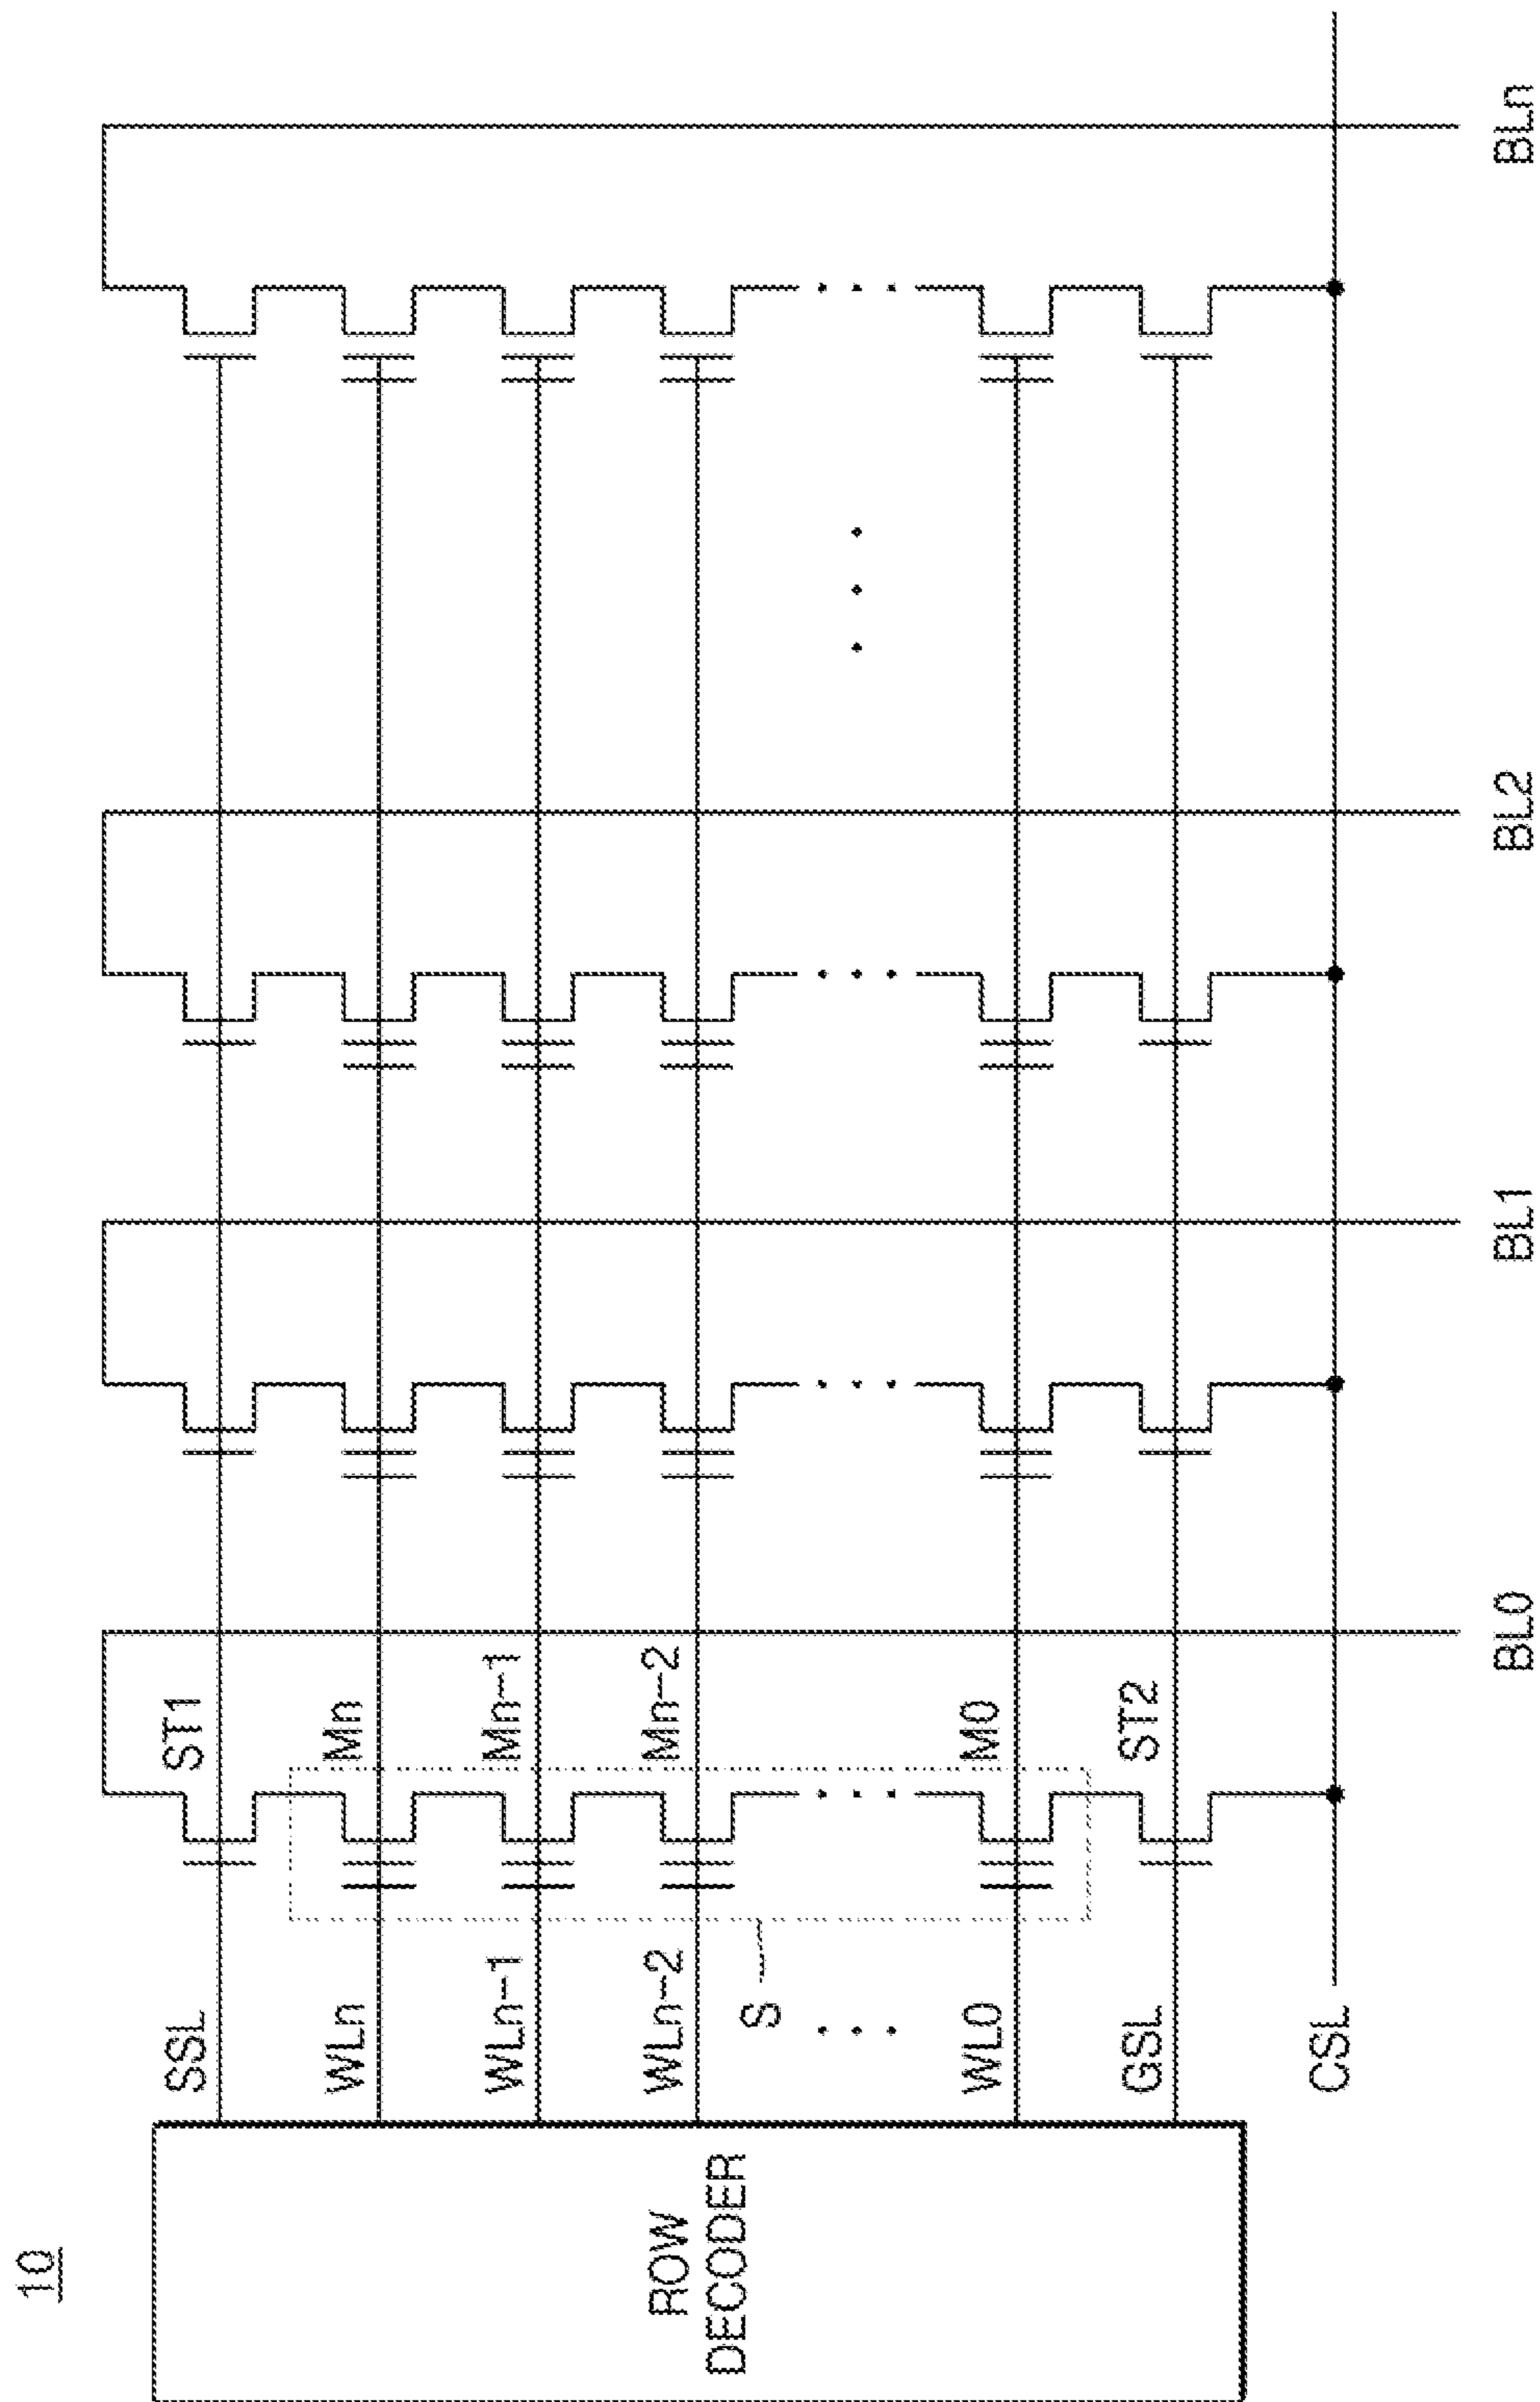 10
SSL
ST1
WLn
Mn
WLn-1
Mn-1
WLn-2
Mn-2
S
WL0
M0
GSL
ST2
CSL
ROW
DECODER
BL0
BL1
BL2
BLn